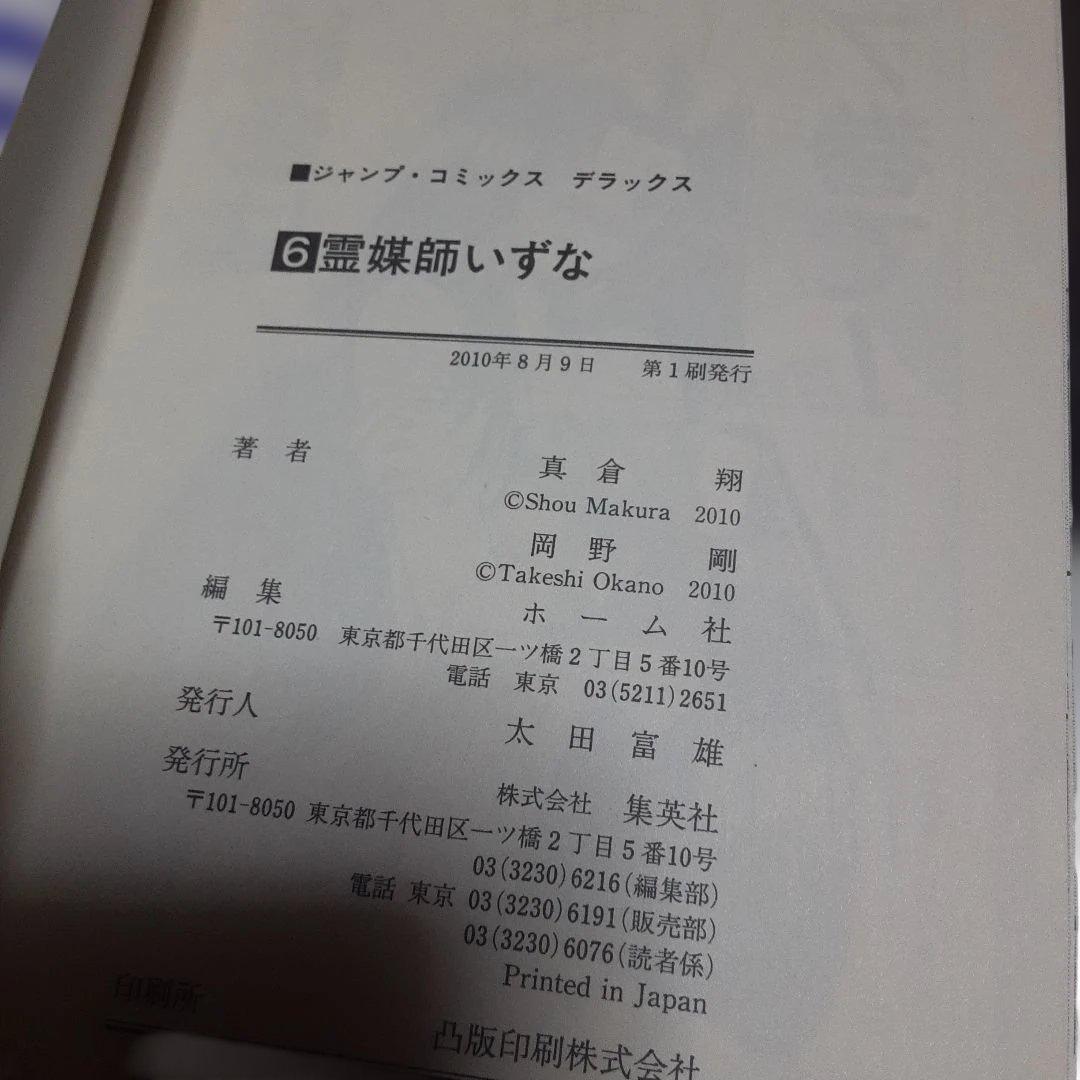 ■ジャンプ・コミックス デラックス
6霊媒師いずな
2010年8月9日 第1刷発行
著者 真倉 翔
©Shou Makura 2010
岡野 剛
©Takeshi Okano 2010
編集 ホーム社
〒101-8050 東京都千代田区一ツ橋2丁目5番10号
電話 東京 03(5211)2651
発行人 太田富雄
発行所 株式会社 集英社
〒101-8050 東京都千代田区一ツ橋2丁目5番10号
03(3230)6216(編集部)
電話 東京 03(3230)6191(販売部)
03(3230)6076(読者係)
Printed in Japan
印刷所 凸版印刷株式会社